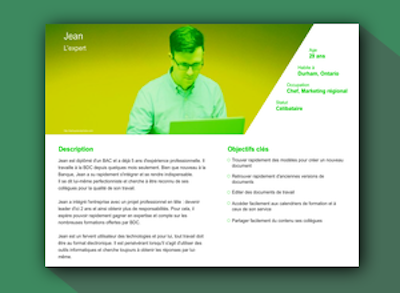 Jean
L'expert
Age
29 ans
Habite à
Durham, Ontario
Occupation
Chef, Marketing régional
Statut
Célibataire
Description
Jean est diplômé d'un BAC et a déjà 5 ans d'expérience professionnelle. Il
travaille à la BDC depuis quelques mois seulement. Bien que nouveau à la
Banque, Jean a su rapidement s'intégrer et se rendre indispensable.
Il se dit lui-même perfectionniste et cherche à être reconnu de ses
collègues pour la qualité de son travail.
Jean a intégré l'entreprise avec un projet professionnel en tête : devenir
leader d'ici 2 ans et ainsi obtenir plus de responsabilités. Pour cela, il
espère pouvoir rapidement gagner en expertise et compte sur les
nombreuses formations offertes par BDC.
Jean est un fervent utilisateur des technologies et pour lui, tout travail doit
être au format électronique. Il est persévérant lorsqu'il s'agit d'utiliser des
outils informatiques et cherche toujours à obtenir les réponses par lui-
même.
Objectifs clés
Trouver rapidement des modèles pour créer un nouveau
document
Retrouver rapidement d'anciennes versions de
documents
Editer des documents de travail
Accéder facilement aux calendriers de formation et à
ceux de son service
Partager facilement du contenu ses collègues